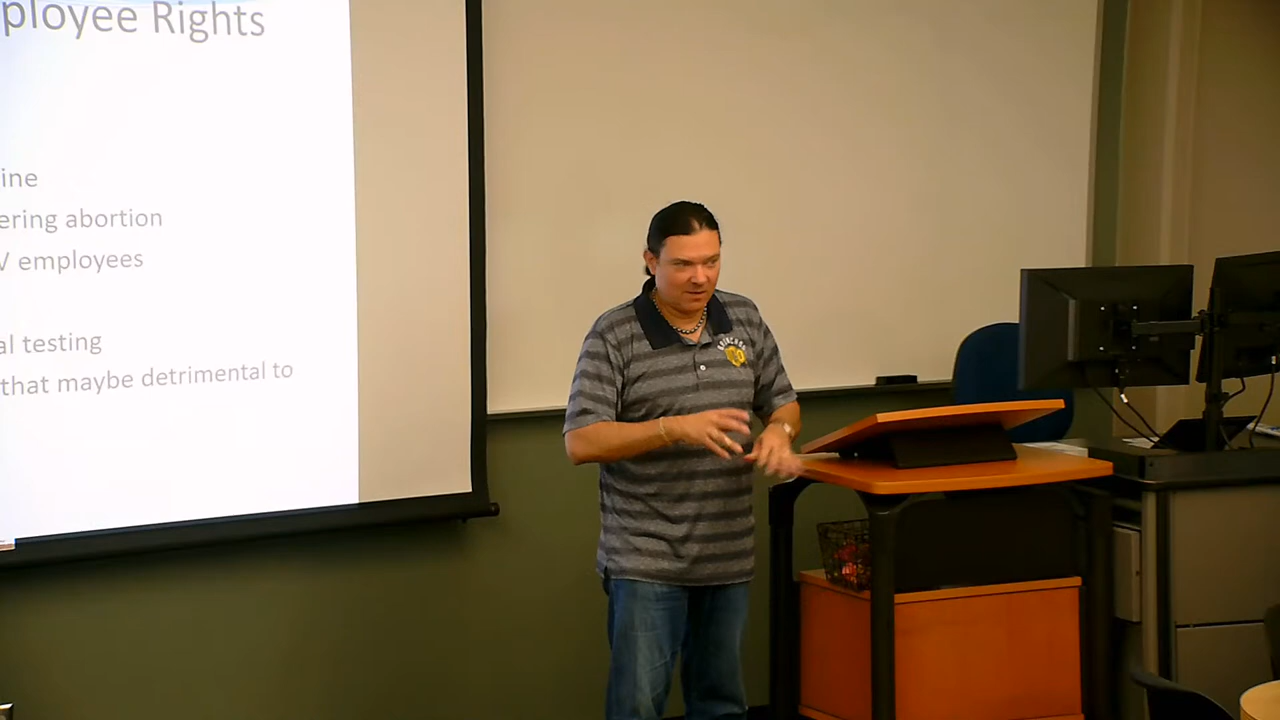 ployee Rights
ine
ering abortion
V employees
al testing
that maybe detrimental to